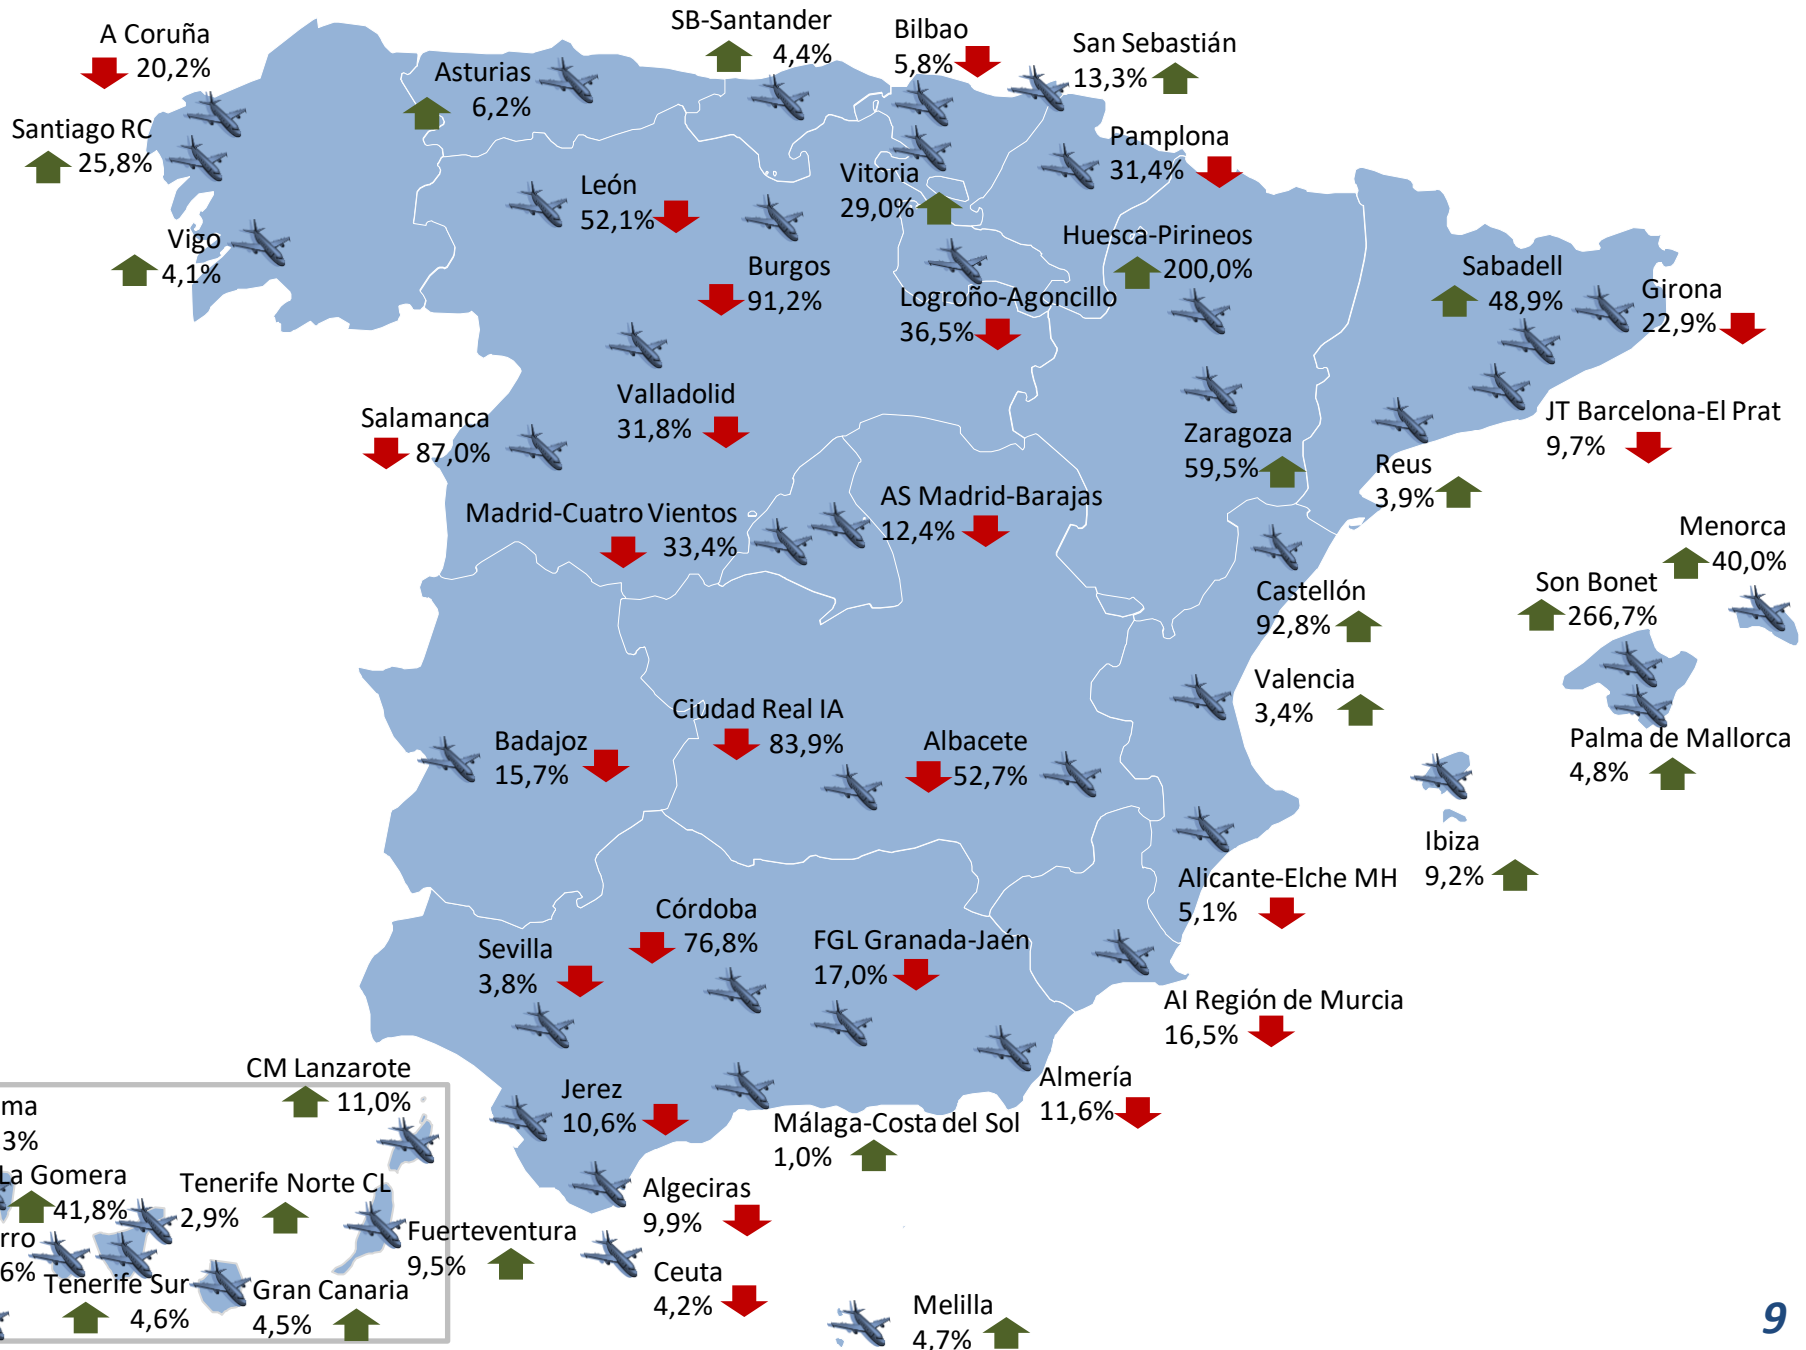 A Coruña
20,2%
SB-Santander
4,4%
Bilbao
5,8%
San Sebastián
13,3%
Asturias
6,2%
Santiago RC
25,8%
Pamplona
31,4%
León
52,1%
Vitoria
29,0%
Vigo
4,1%
Huesca-Pirineos
200,0%
Burgos
91,2%
Sabadell
48,9%
Girona
22,9%
Logroño-Agoncillo
36,5%
Valladolid
31,8%
Salamanca
87,0%
JT Barcelona-El Prat
9,7%
Zaragoza
59,5%
Reus
3,9%
AS Madrid-Barajas
12,4%
Madrid-Cuatro Vientos
33,4%
Menorca
40,0%
Son Bonet
266,7%
Castellón
92,8%
Valencia
3,4%
Ciudad Real IA
83,9%
Badajoz
15,7%
Albacete
52,7%
Palma de Mallorca
4,8%
Ibiza
9,2%
Alicante-Elche MH
5,1%
Córdoba
76,8%
Sevilla
3,8%
FGL Granada-Jaén
17,0%
AI Región de Murcia
16,5%
CM Lanzarote
11,0%
Jerez
10,6%
Almería
11,6%
ma
3%
Málaga-Costa del Sol
1,0%
La Gomera
41,8%
Tenerife Norte CL
2,9%
Algeciras
9,9%
Fuerteventura
9,5%
rro
6%
Tenerife Sur
4,6%
Gran Canaria
4,5%
Ceuta
4,2%
Melilla
4,7%
9